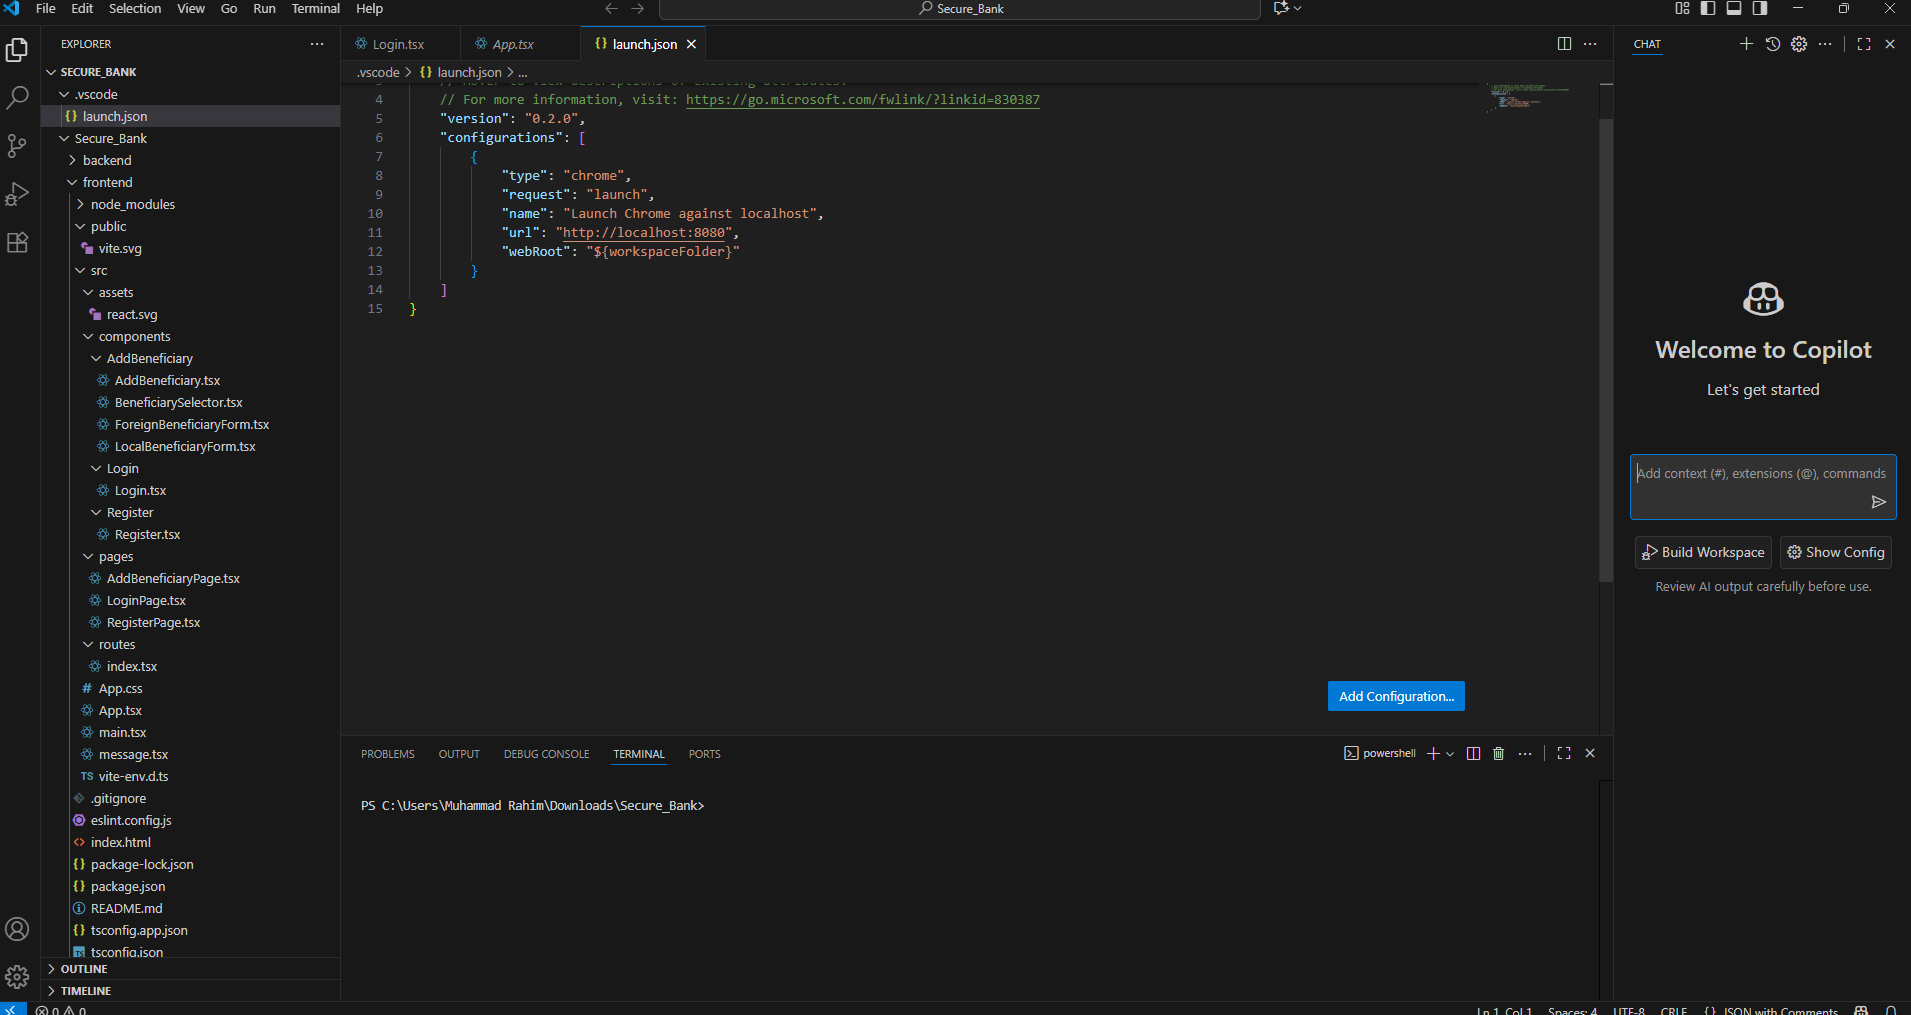 File Edit Selection View Go Run Terminal Help
Secure_Bank
EXPLORER
SECURE_BANK
.vscode
launch.json
Secure_Bank
backend
frontend
node_modules
public
vite.svg
src
assets
react.svg
components
AddBeneficiary
AddBeneficiary.tsx
BeneficiarySelector.tsx
ForeignBeneficiaryForm.tsx
LocalBeneficiaryForm.tsx
Login
Login.tsx
Register
Register.tsx
pages
AddBeneficiaryPage.tsx
LoginPage.tsx
RegisterPage.tsx
routes
index.tsx
# App.css
App.tsx
main.tsx
message.tsx
TS vite-env.d.ts
.gitignore
eslint.config.js
<> index.html
{} package-lock.json
{} package.json
README.md
{} tsconfig.app.json
TS tsconfig.json
OUTLINE
TIMELINE
Login.tsx App.tsx {} launch.json
.vscode > {} launch.json > ...
4 // For more information, visit: https://go.microsoft.com/fwlink/?linkid=830387
5 "version": "0.2.0",
6 "configurations": [
7 {
8 "type": "chrome",
9 "request": "launch",
10 "name": "Launch Chrome against localhost",
11 "url": "http://localhost:8080",
12 "webRoot": "${workspaceFolder}"
13 }
14 ]
15 }
Add Configuration...
PROBLEMS OUTPUT DEBUG CONSOLE TERMINAL PORTS
powershell
PS C:\Users\Muhammad Rahim\Downloads\Secure_Bank>
CHAT
Welcome to Copilot
Let's get started
Add context (#), extensions (@), commands
Build Workspace Show Config
Review AI output carefully before use.
0 0
Ln 1, Col 1 Spaces: 4 UTF-8 CRLF {} JSON with Comments